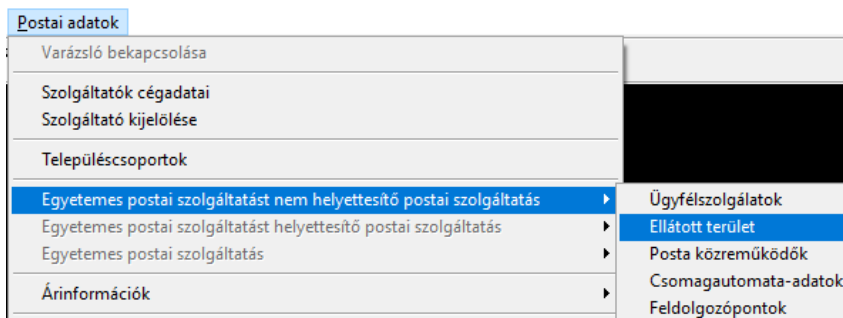 Postai adatok
Varázsló bekapcsolása
Szolgáltatók cégadatai
Szolgáltató kijelölése
Településcsoportok
Egyetemes postai szolgáltatást nem helyettesítő postai szolgáltatás
Egyetemes postai szolgáltatást helyettesítő postai szolgáltatás
Egyetemes postai szolgáltatás
Árinformációk
Ügyfélszolgálatok
Ellátott terület
Posta közreműködők
Csomagautomata-adatok
Feldolgozópontok